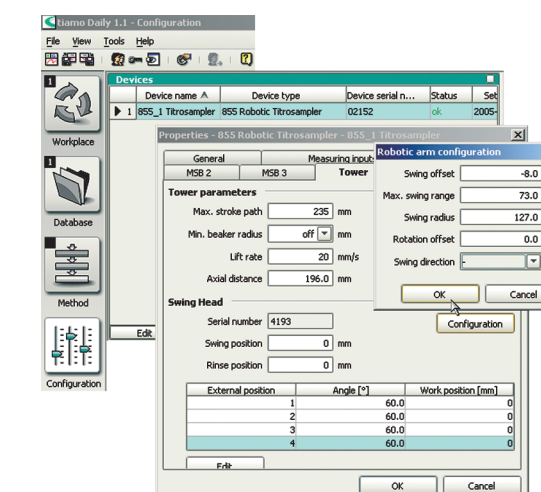 tiamo Daily 1.1 - Configuration
File View Tools Help
1
Workplace
1
Database
Method
Configuration
Devices
Device name Device type Device serial n... Status Set
1 855_1 Titrosampler 855 Robotic Titrosampler 02152 ok 2005-
Edit
Properties - 855 Robotic Titrosampler - 855_1 Titrosampler
General Measuring input
MSB 2 MSB 3 Tower
Tower parameters
Max. stroke path 235 mm
Min. beaker radius off mm
Lift rate 20 mm/s
Axial distance 196.0 mm
Swing Head
Serial number 4193
Configuration
Swing position 0 mm
Rinse position 0 mm
External position Angle [°] Work position [mm]
1 60.0 0
2 60.0 0
3 60.0 0
4 60.0 0
Edit
OK Cancel
Robotic arm configuration
Swing offset -8.0
Max. swing range 73.0
Swing radius 127.0
Rotation offset 0.0
Swing direction -
OK Cancel